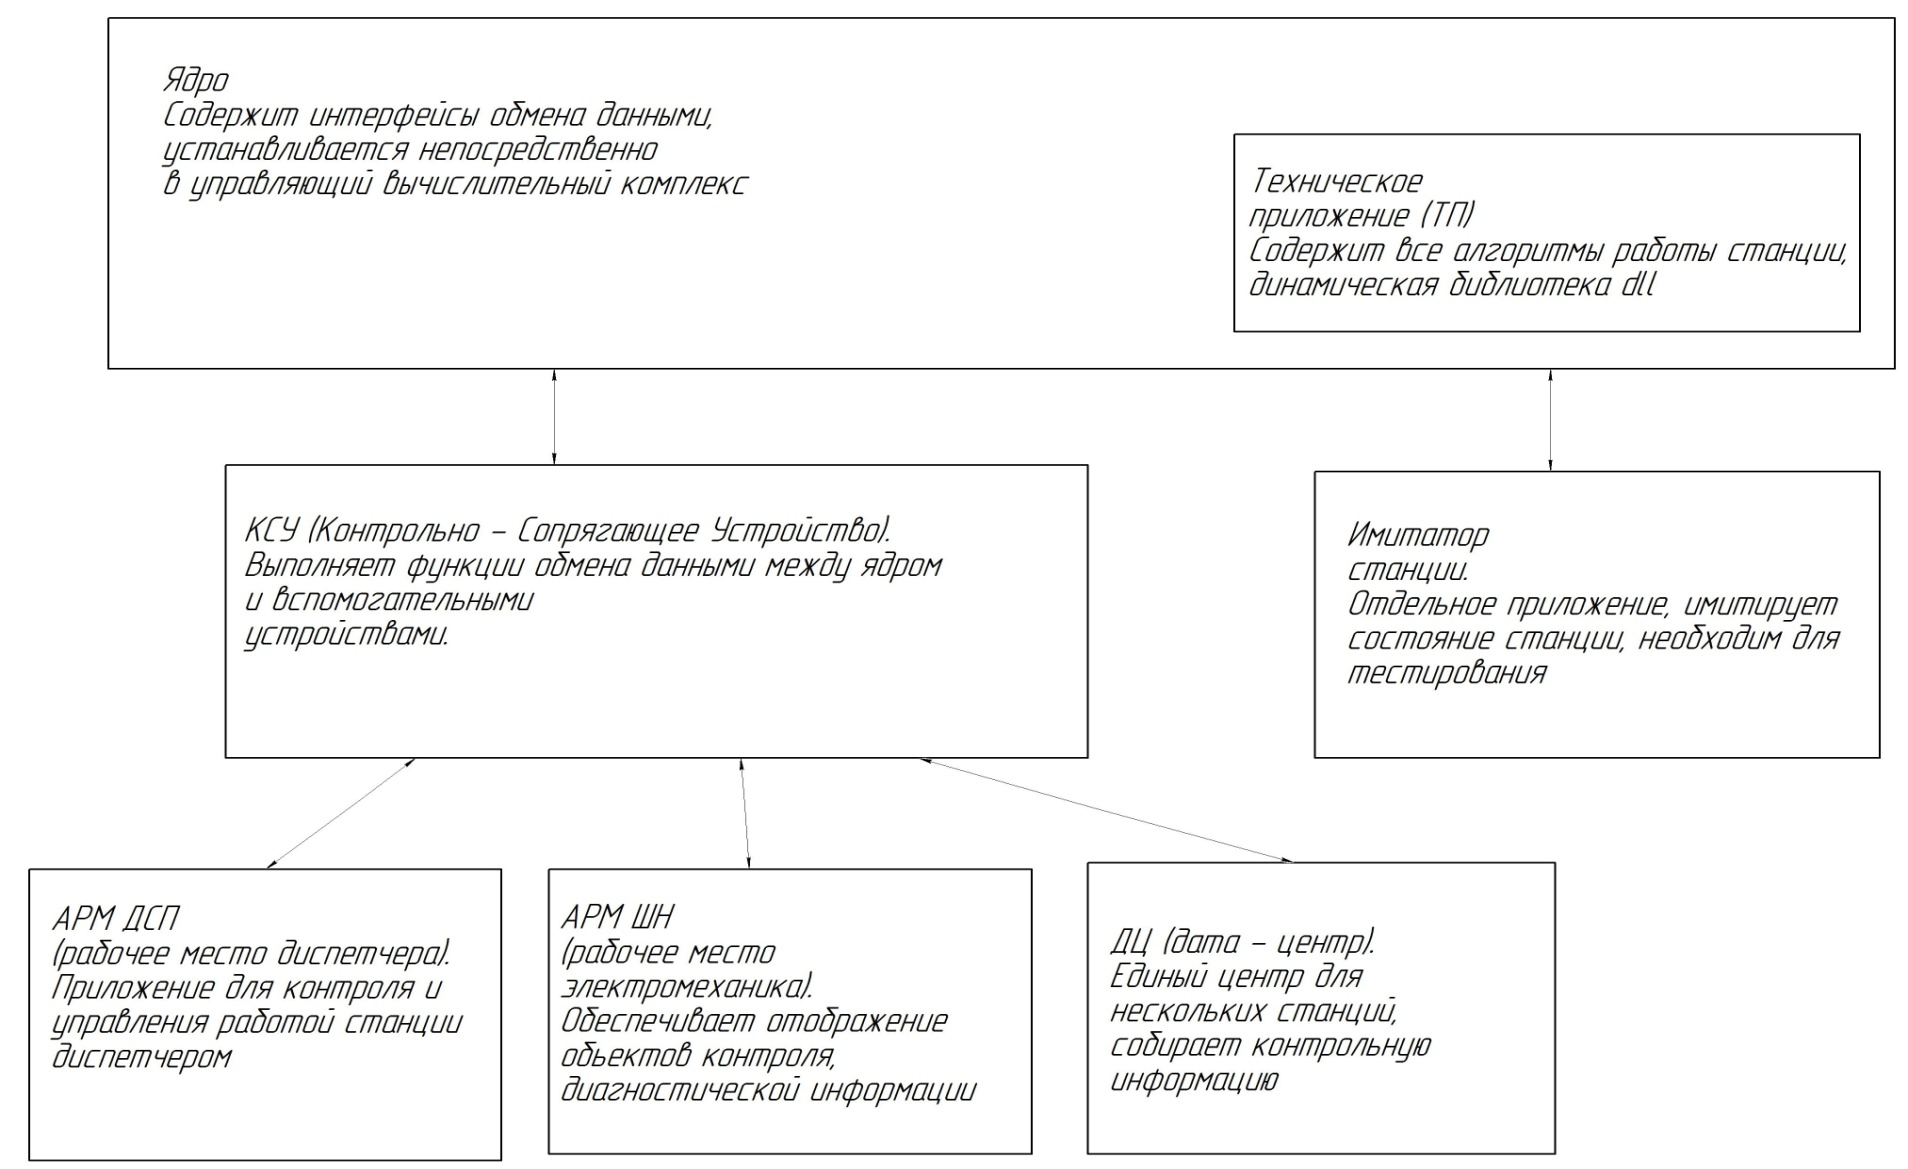 Ядро
Содержит интерфейсы обмена данными,
устанавливается непосредственно
в управляющий вычислительный комплекс
Техническое
приложение (ТП)
Содержит все алгоритмы работы станции,
динамическая библиотека dll
КСУ (Контрольно – Сопрягающее Устройство).
Выполняет функции обмена данными между ядром
и вспомогательными
устройствами.
Имитатор
станции.
Отдельное приложение, имитирует
состояние станции, необходим для
тестирования
АРМ ДСП
(рабочее место диспетчера).
Приложение для контроля и
управления работой станции
диспетчером
АРМ ШН
(рабочее место
электромеханика).
Обеспечивает отображение
обьектов контроля,
диагностической информации
ДЦ (дата – центр).
Единый центр для
нескольких станций,
собирает контрольную
информацию